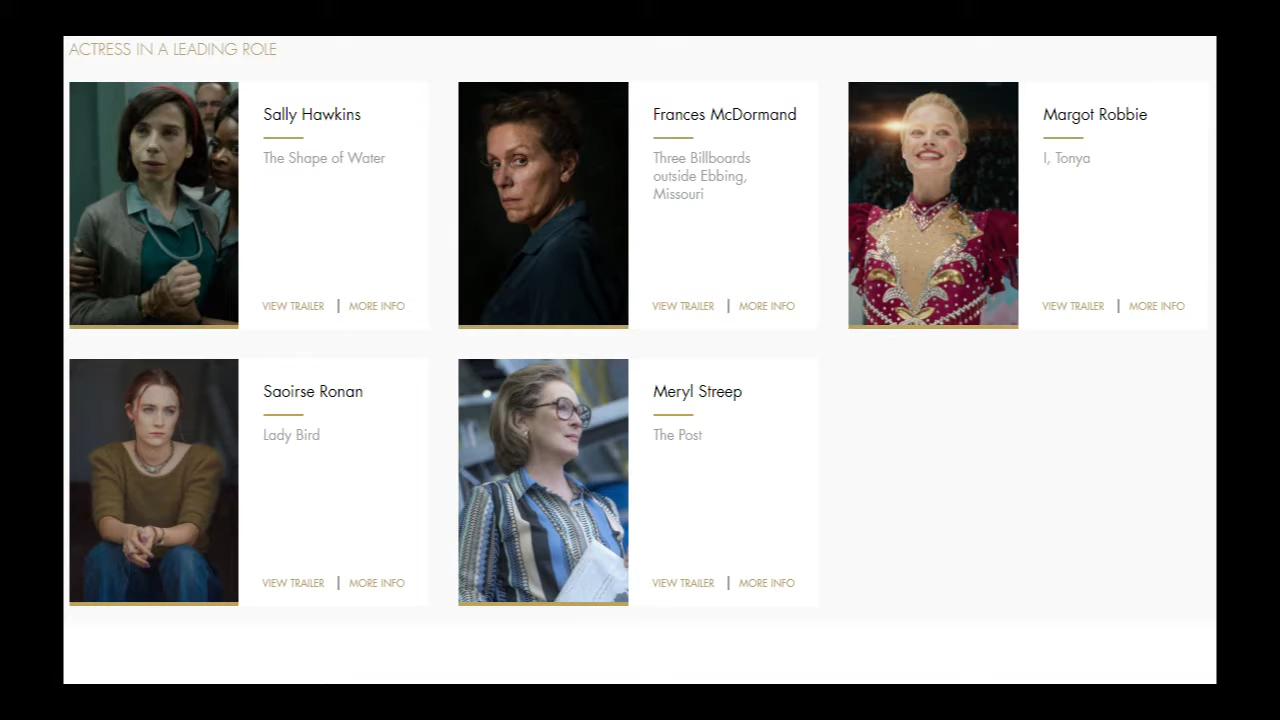 ACTRESS IN A LEADING ROLE
Sally Hawkins
The Shape of Water
VIEW TRAILER | MORE INFO
Frances McDormand
Three Billboards
outside Ebbing,
Missouri
VIEW TRAILER | MORE INFO
Margot Robbie
I, Tonya
VIEW TRAILER | MORE INFO
Saoirse Ronan
Lady Bird
VIEW TRAILER | MORE INFO
Meryl Streep
The Post
VIEW TRAILER | MORE INFO